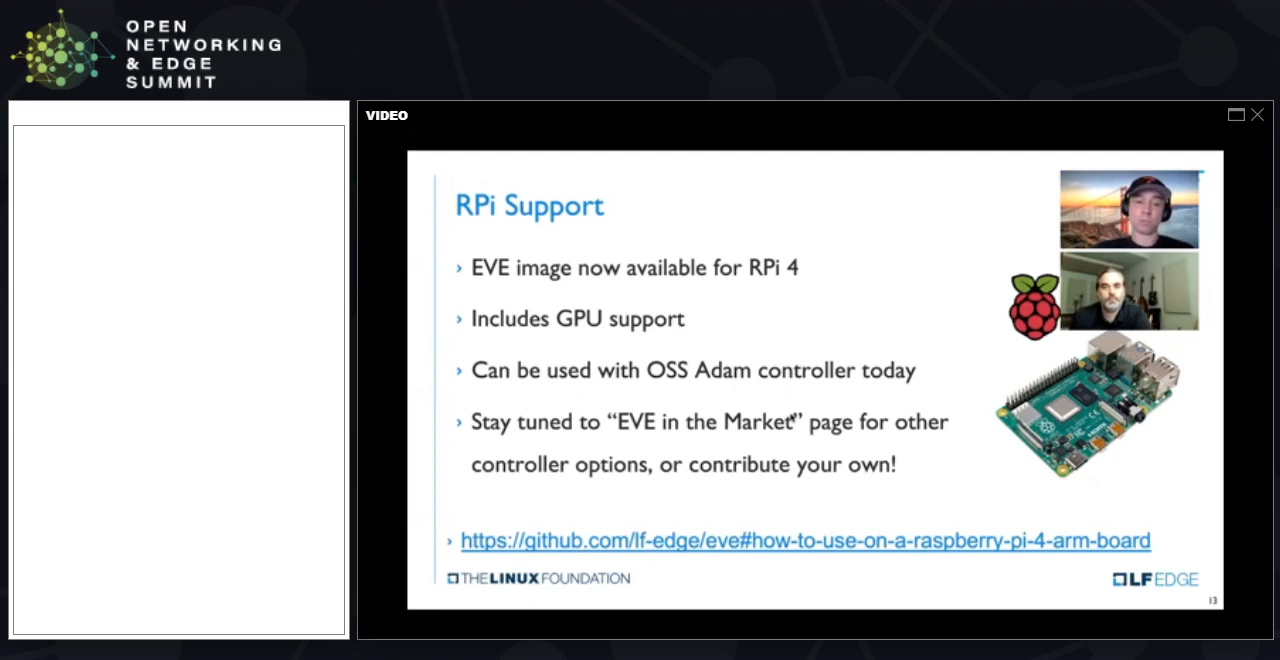 OPEN
NETWORKING
& EDGE
SUMMIT
VIDEO
RPi Support
› EVE image now available for RPi 4
› Includes GPU support
› Can be used with OSS Adam controller today
› Stay tuned to “EVE in the Market” page for other
controller options, or contribute your own!
› https://github.com/lf-edge/eve#how-to-use-on-a-raspberry-pi-4-arm-board
THE LINUX FOUNDATION
LF EDGE
13